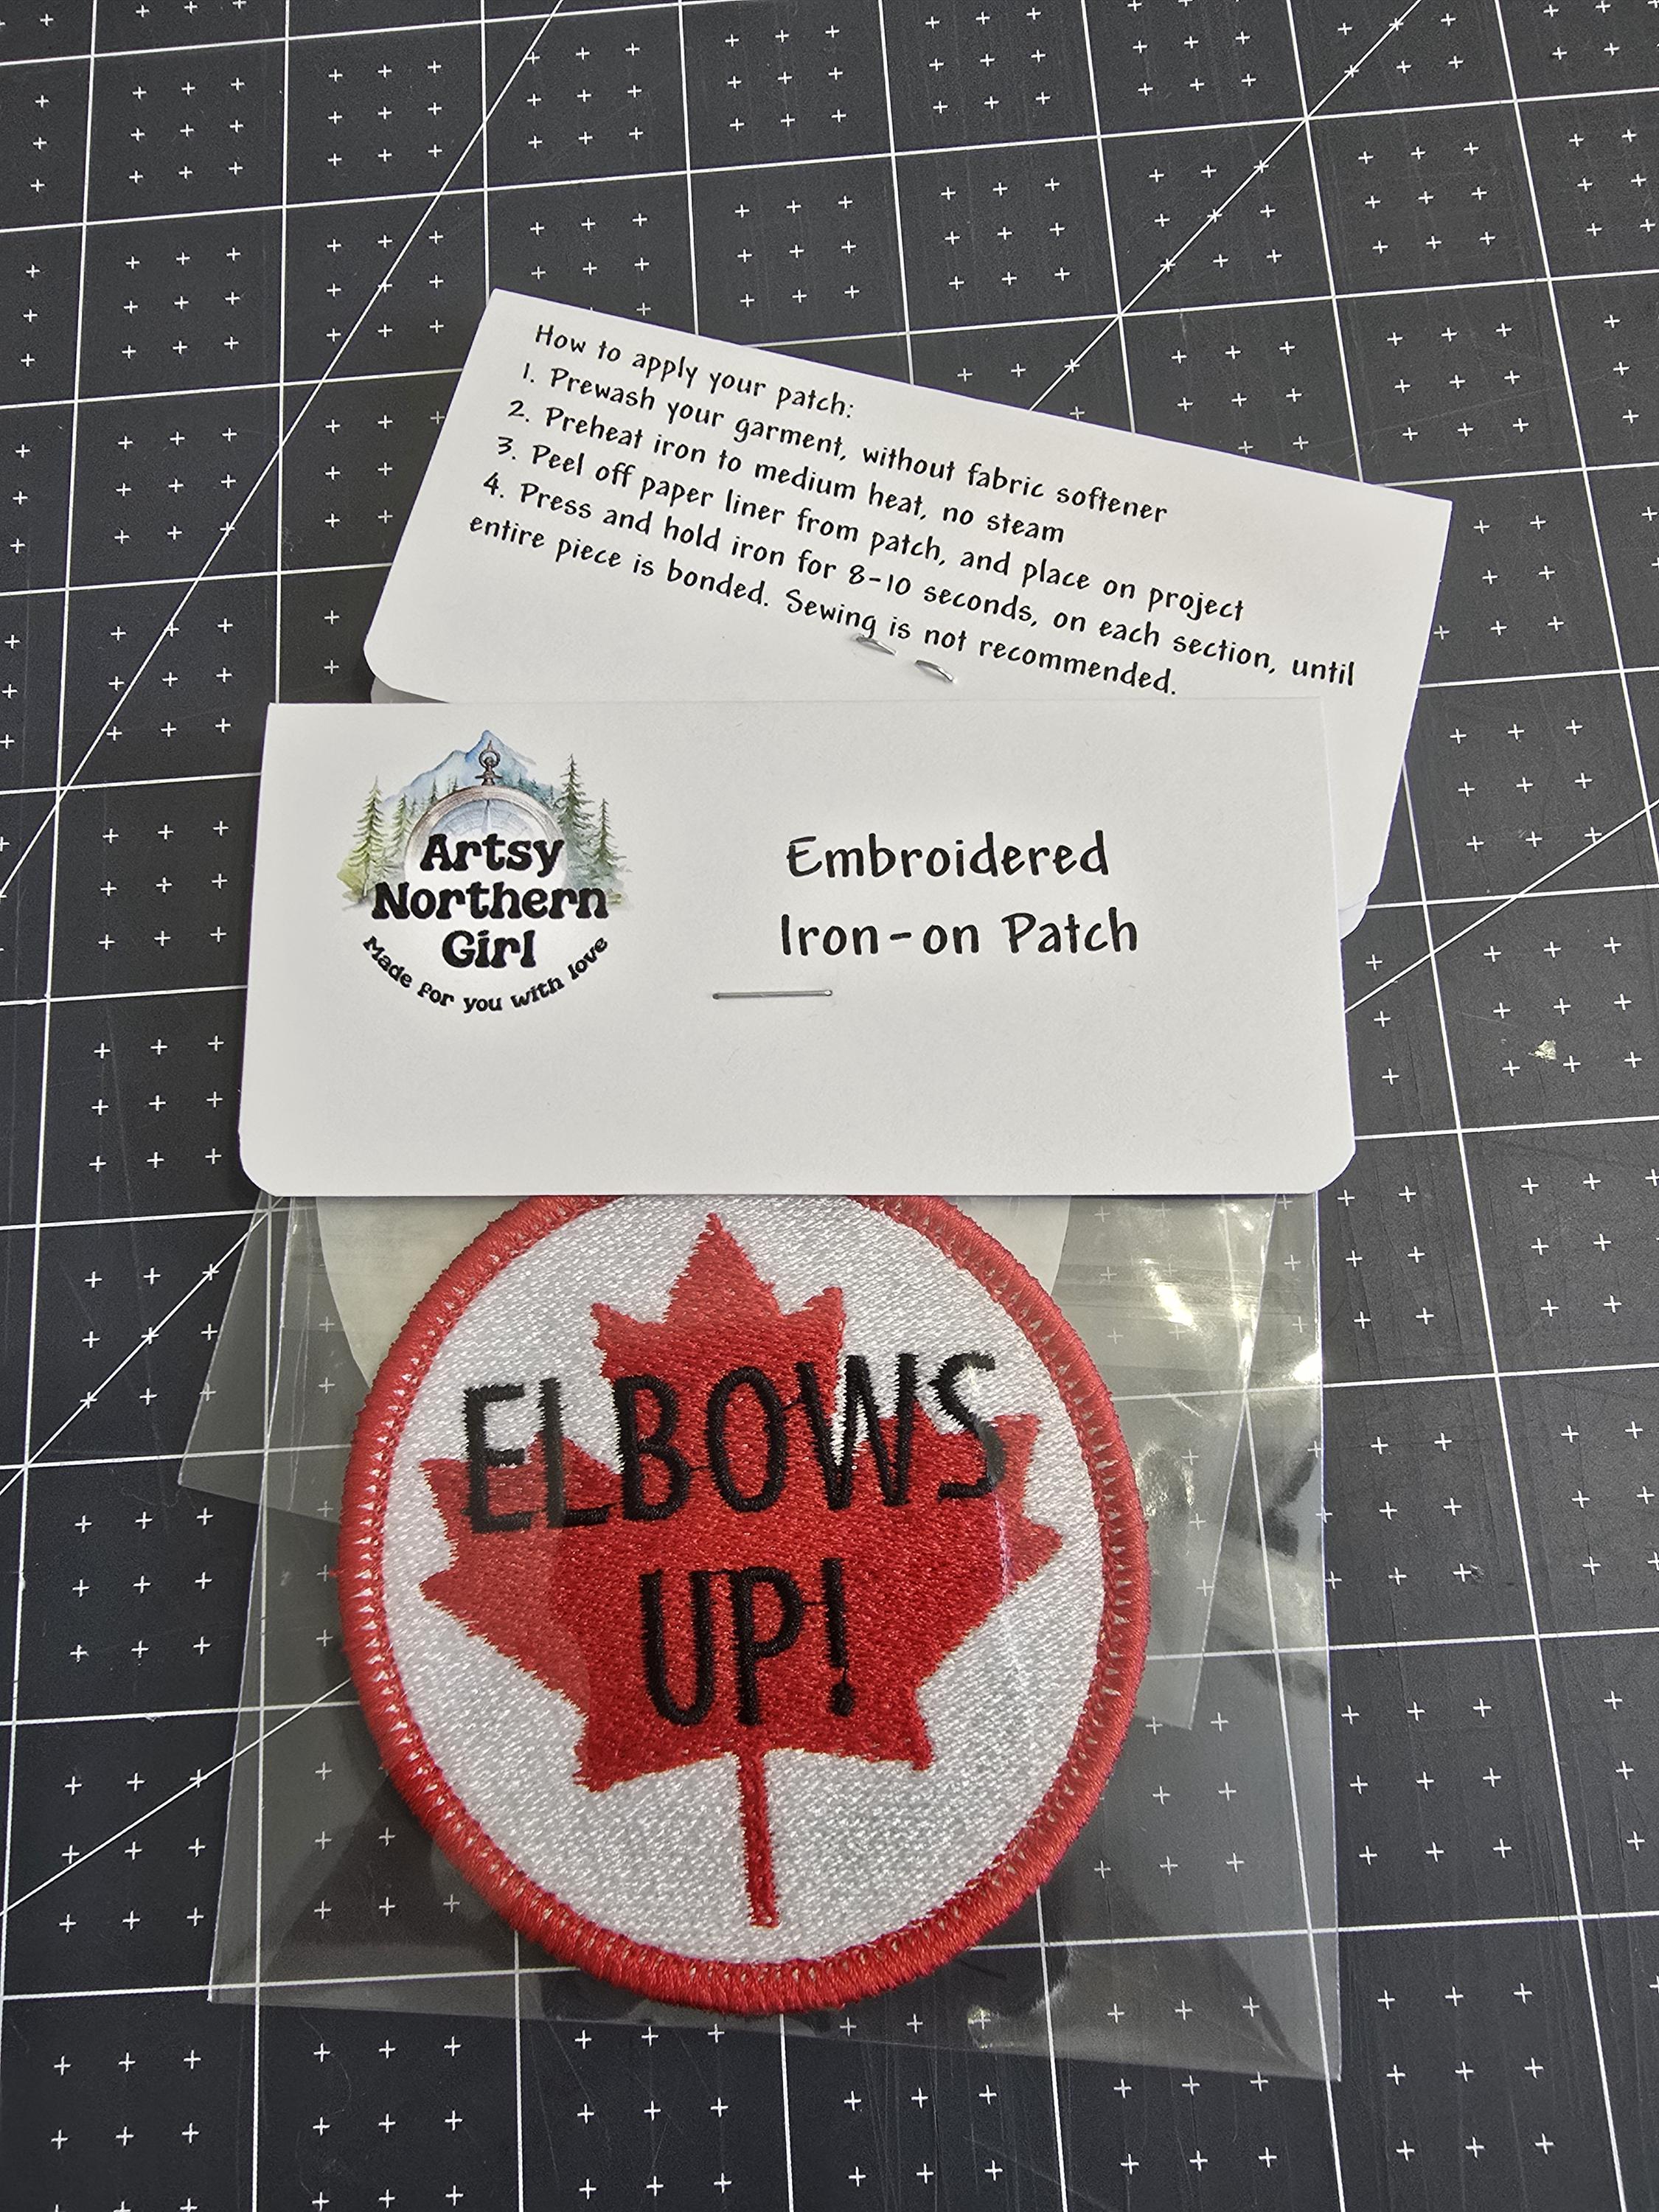 How to apply your patch:
1. Prewash your garment, without fabric softener
2. Preheat iron to medium heat, no steam
3. Peel off paper liner from patch, and place on project
4. Press and hold iron for 8-10 seconds, on each section, until
entire piece is bonded. Sewing is not recommended.
Artsy
Northern
Girl
Made for you with love
Embroidered
Iron-on Patch
ELBOWS
UP!